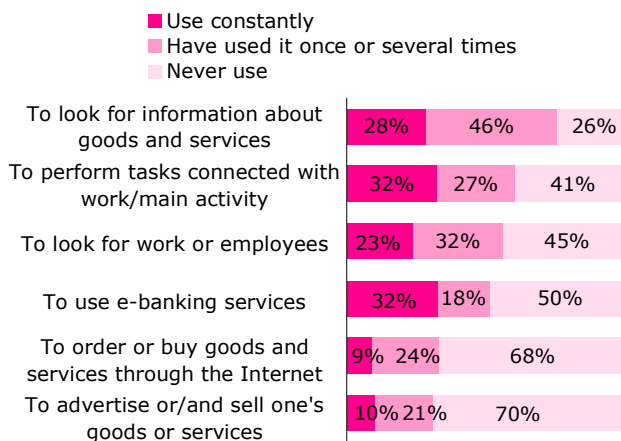 Use constantly
Have used it once or several times
Never use
To look for information about
goods and services
28% 46% 26%
To perform tasks connected with
work/main activity
32% 27% 41%
To look for work or employees
23% 32% 45%
To use e-banking services
32% 18% 50%
To order or buy goods and
services through the Internet
9% 24% 68%
To advertise or/and sell one's
goods or services
10% 21% 70%